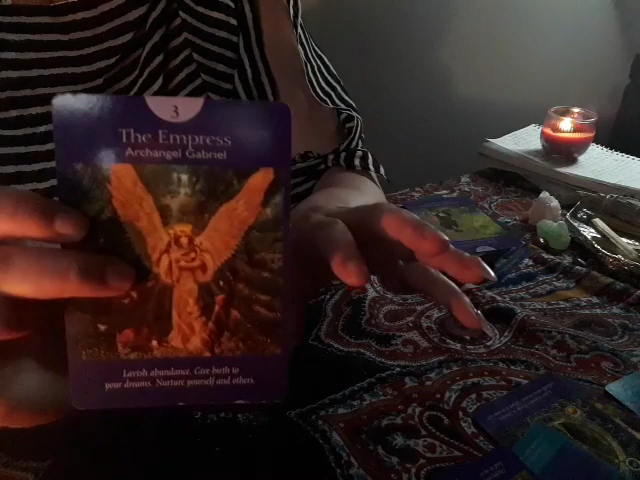 3
The Empress
Archangel Gabriel
Lavish abundance. Give birth to
your dreams. Nurture yourself and others.